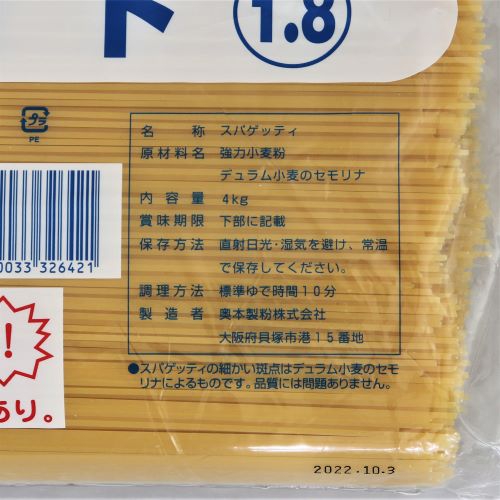 ト 1.8
プラ
PE
名称 スパゲッティ
原材料名 強力小麦粉
デュラム小麦のセモリナ
内容量 4kg
賞味期限 下部に記載
保存方法 直射日光・湿気を避け、常温
で保存してください。
調理方法 標準ゆで時間10分
製造者 奥本製粉株式会社
大阪府貝塚市港15番地
0033 326421
!
あり。
●スパゲッティの細かい斑点はデュラム小麦のセモ
リナによるものです。品質には問題ありません。
2022.10.3